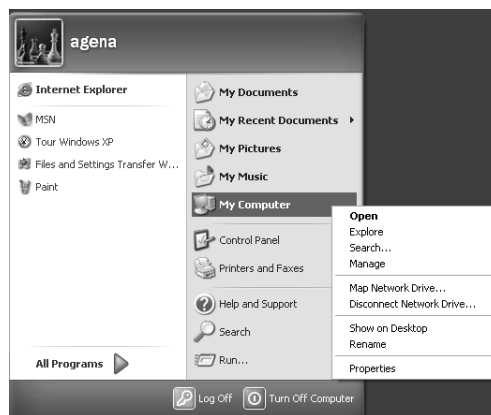 agena
Internet Explorer
MSN
Tour Windows XP
Files and Settings Transfer W...
Paint
All Programs
My Documents
My Recent Documents
My Pictures
My Music
My Computer
Control Panel
Printers and Faxes
Help and Support
Search
Run...
Open
Explore
Search...
Manage
Map Network Drive...
Disconnect Network Drive...
Show on Desktop
Rename
Properties
Log Off
Turn Off Computer